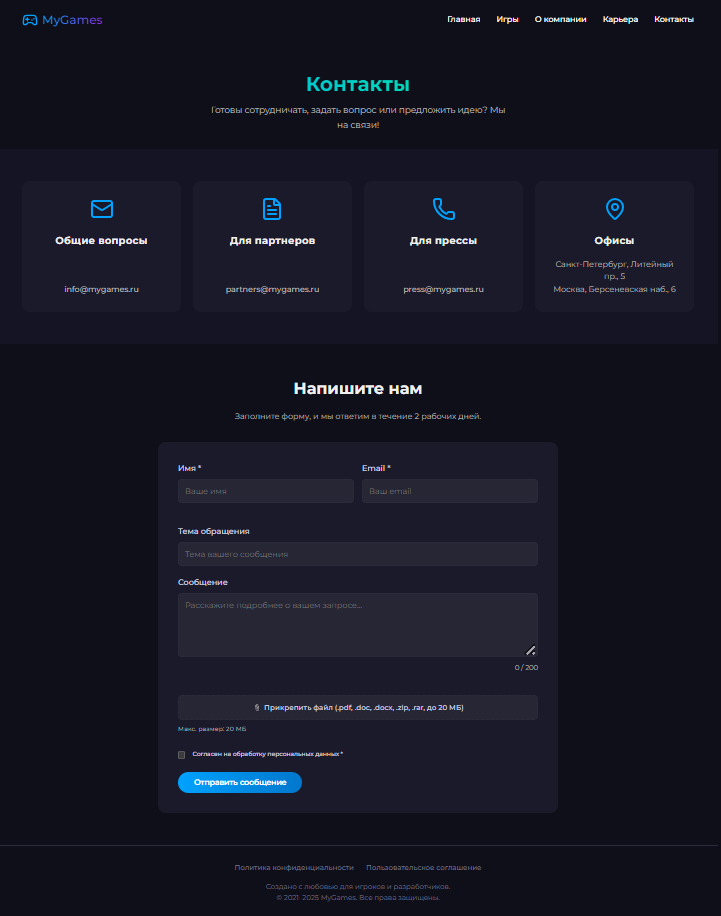 MyGames
Главная Игры О компании Карьера Контакты
Контакты
Готовы сотрудничать, задать вопрос или предложить идею? Мы
на связи!
Общие вопросы
info@mygames.ru
Для партнеров
partners@mygames.ru
Для прессы
press@mygames.ru
Офисы
Санкт-Петербург, Литейный
пр., 5
Москва, Берсеневская наб., 6
Напишите нам
Заполните форму, и мы ответим в течение 2 рабочих дней.
Имя * Email *
Ваше имя Ваш email
Тема обращения
Тема вашего сообщения
Сообщение
Расскажите подробнее о вашем запросе...
0 / 200
Прикрепить файл (.pdf, .doc, .docx, .zip, .rar, до 20 МБ)
Макс. размер: 20 МБ
Согласен на обработку персональных данных *
Отправить сообщение
Политика конфиденциальности Пользовательское соглашение
Создано с любовью для игроков и разработчиков.
© 2021-2025 MyGames. Все права защищены.